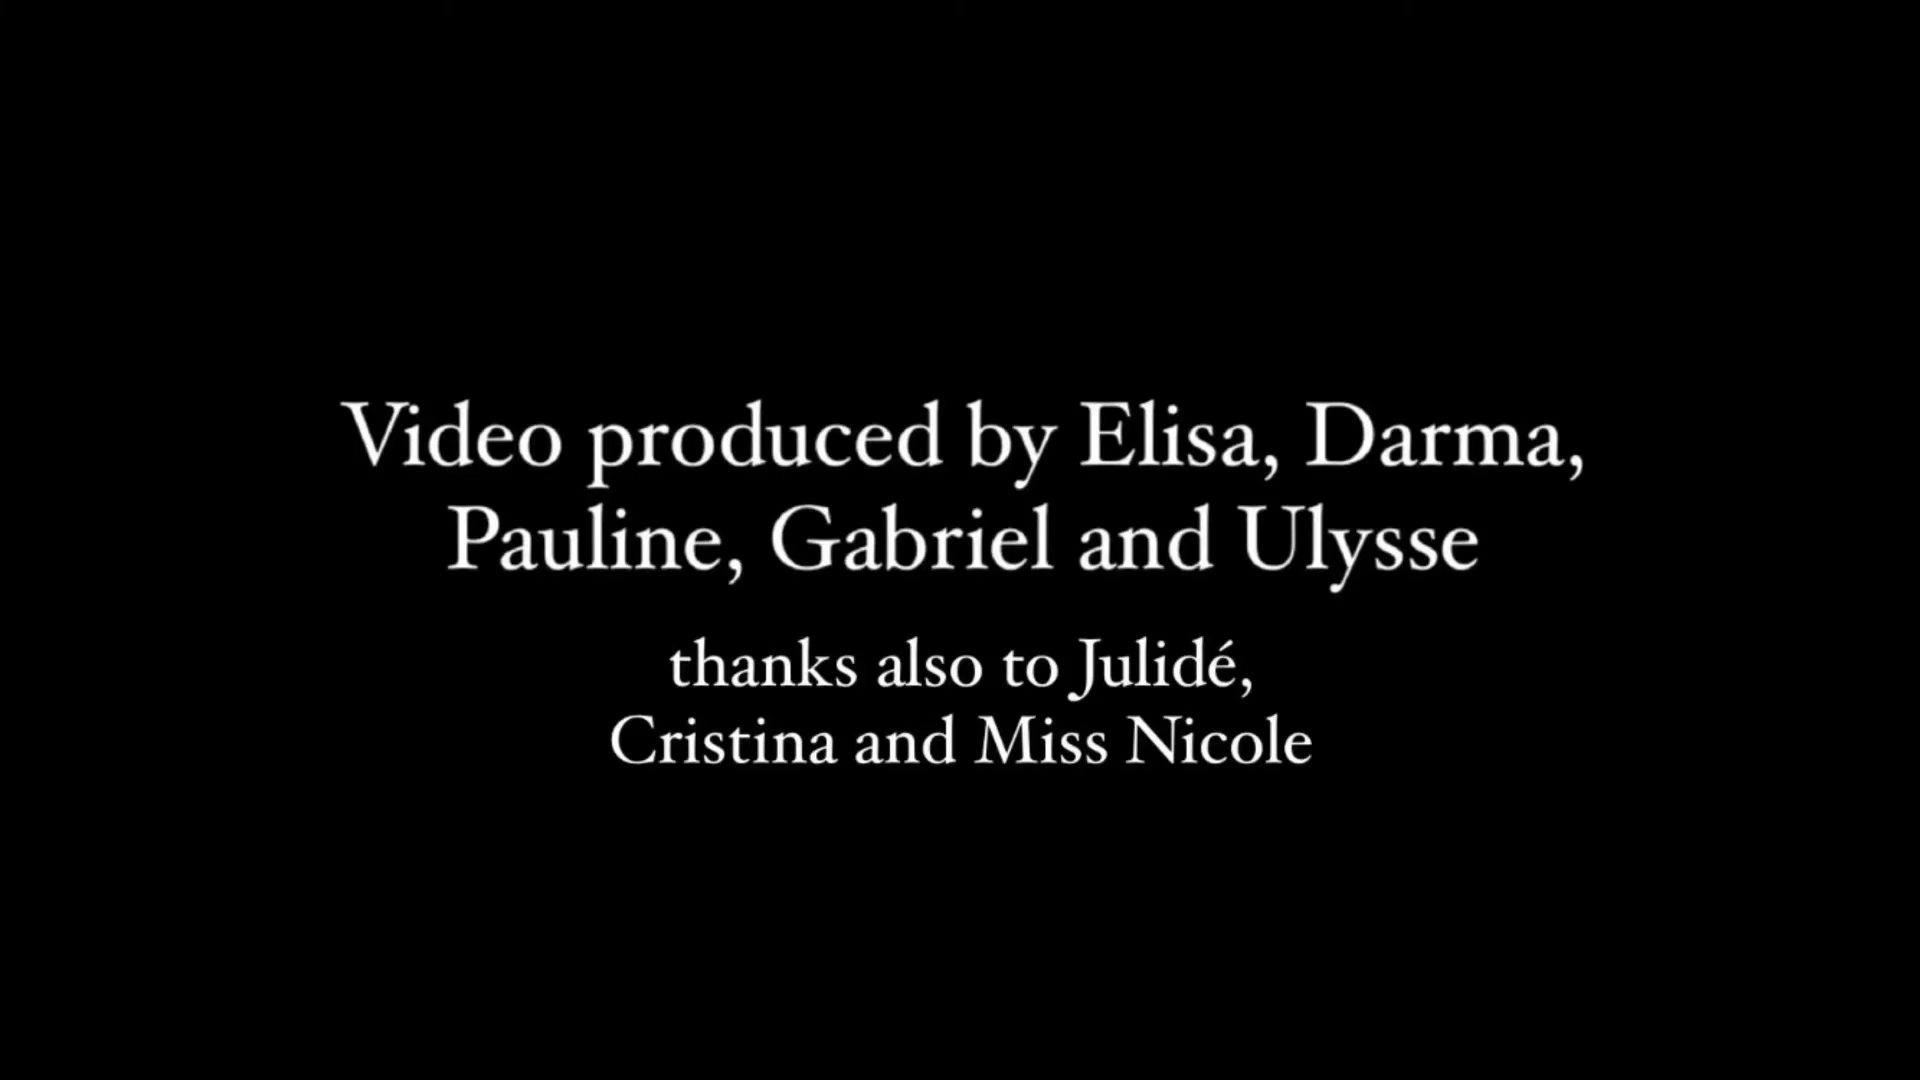 Video produced by Elisa, Darma,
Pauline, Gabriel and Ulysse
thanks also to Julidé,
Cristina and Miss Nicole